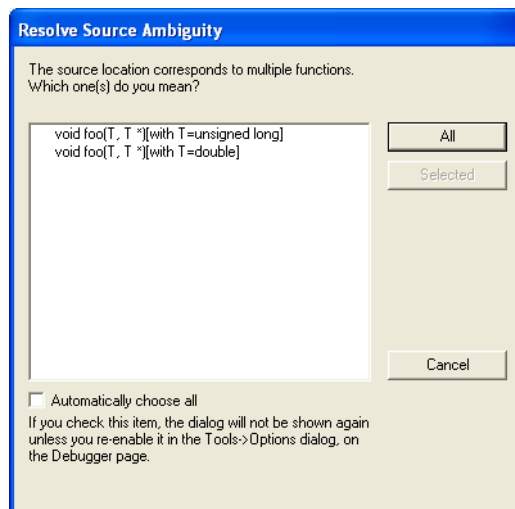 Resolve Source Ambiguity
The source location corresponds to multiple functions.
Which one(s) do you mean?
void foo(T, T *)[with T=unsigned long]
void foo(T, T *)[with T=double]
All
Selected
Cancel
Automatically choose all
If you check this item, the dialog will not be shown again
unless you re-enable it in the Tools->Options dialog, on
the Debugger page.